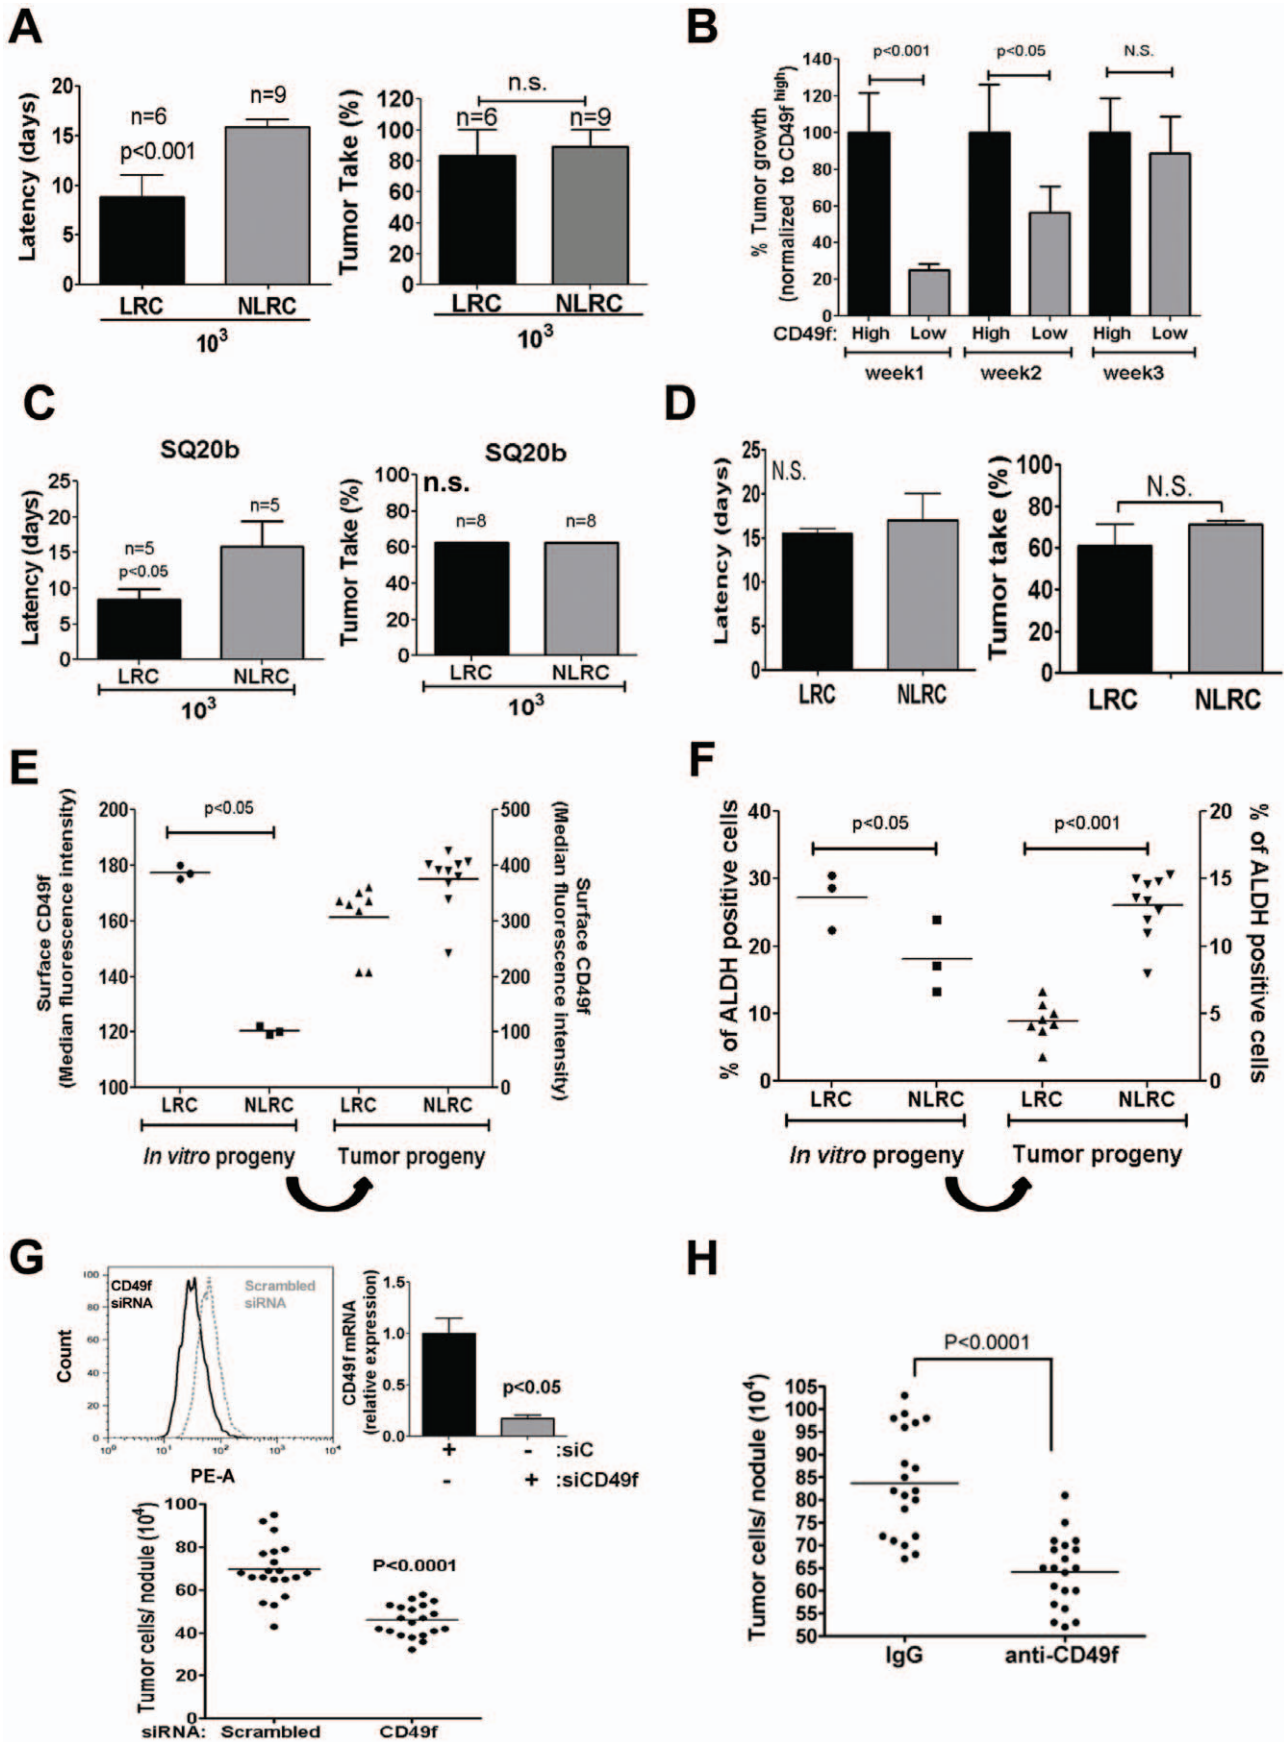 A
Latency (days)
20
15
10
5
0
n=6
p<0.001
n=9
LRC
NLRC
10³
Tumor Take (%)
120
100
80
60
40
20
0
n.s.
n=6
n=9
LRC
NLRC
10³
B
% Tumor growth
(normalized to CD49f high)
140
120
100
80
60
40
20
0
p<0.001
p<0.05
N.S.
CD49f: High Low High Low High Low
week1 week2 week3
C
SQ20b
Latency (days)
25
20
15
10
5
0
n=5
p<0.05
n=5
LRC
NLRC
10³
SQ20b
Tumor Take (%)
100
80
60
40
20
0
n.s.
n=8
n=8
LRC
NLRC
10³
D
Latency (days)
25
20
15
10
5
0
N.S.
LRC
NLRC
Tumor take (%)
100
80
60
40
20
0
N.S.
LRC
NLRC
E
Surface CD49f
(Median fluorescence intensity)
200
180
160
140
120
100
p<0.05
500
400
300
200
100
0
Surface CD49f
(Median fluorescence intensity)
LRC NLRC LRC NLRC
In vitro progeny Tumor progeny
F
% of ALDH positive cells
40
30
20
10
0
p<0.05
p<0.001
20
15
10
5
0
% of ALDH positive cells
LRC NLRC LRC NLRC
In vitro progeny Tumor progeny
G
Count
100
80
60
40
20
0
CD49f
siRNA
Scrambled
siRNA
10⁰ 10¹ 10² 10³ 10⁴
PE-A
CD49f mRNA
(relative expression)
1.5
1.0
0.5
0.0
p<0.05
+ - :siC
- + :siCD49f
Tumor cells/ nodule (10⁴)
100
80
60
40
20
0
P<0.0001
siRNA: Scrambled CD49f
H
P<0.0001
Tumor cells/ nodule (10⁴)
105
100
95
90
85
80
75
70
65
60
55
50
IgG
anti-CD49f